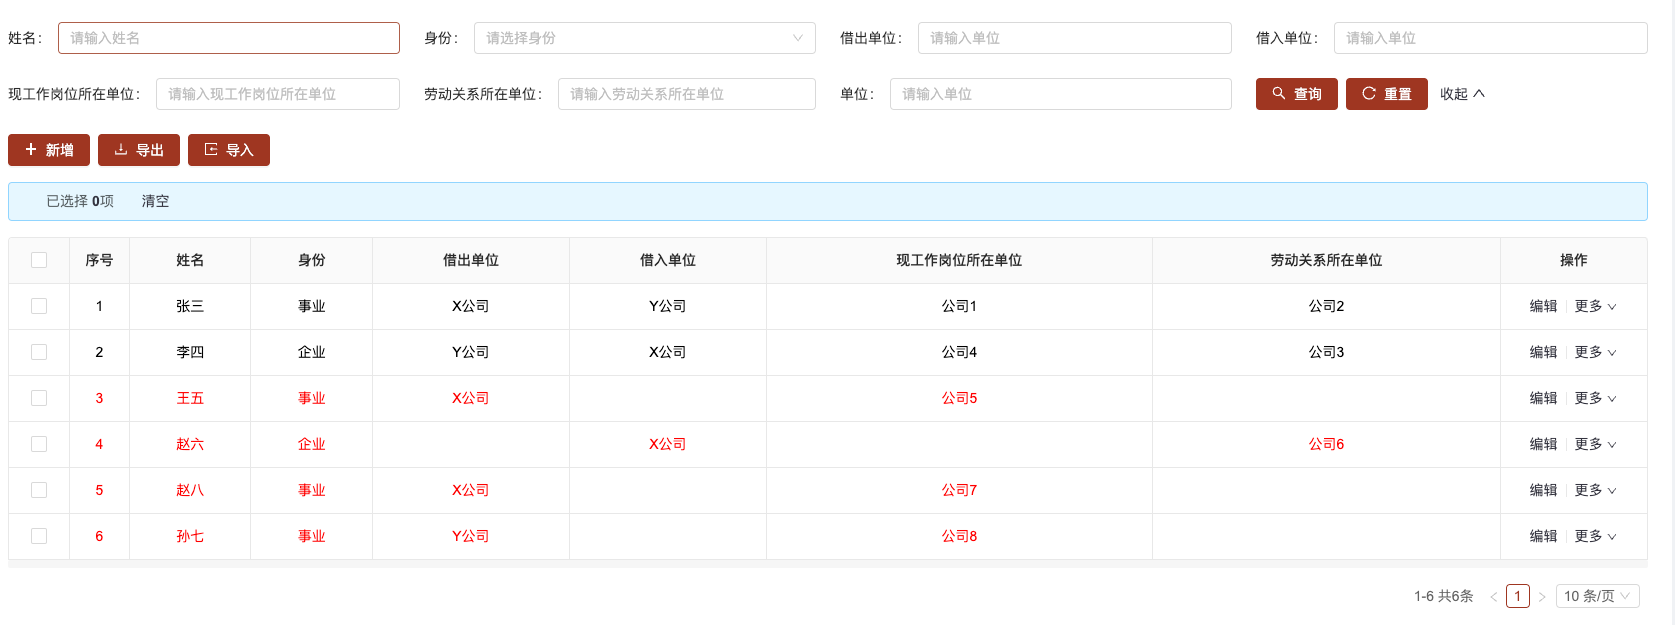 姓名： 请输入姓名 身份： 请选择身份 借出单位： 请输入单位 借入单位： 请输入单位
现工作岗位所在单位： 请输入现工作岗位所在单位 劳动关系所在单位： 请输入劳动关系所在单位 单位： 请输入单位 查询 重置 收起
新增 导出 导入
已选择 0项 清空
序号 姓名 身份 借出单位 借入单位 现工作岗位所在单位 劳动关系所在单位 操作
1 张三 事业 X公司 Y公司 公司1 公司2 编辑 更多
2 李四 企业 Y公司 X公司 公司4 公司3 编辑 更多
3 王五 事业 X公司 公司5 编辑 更多
4 赵六 企业 X公司 公司6 编辑 更多
5 赵八 事业 X公司 公司7 编辑 更多
6 孙七 事业 Y公司 公司8 编辑 更多
1-6 共6条 < 1 > 10 条/页